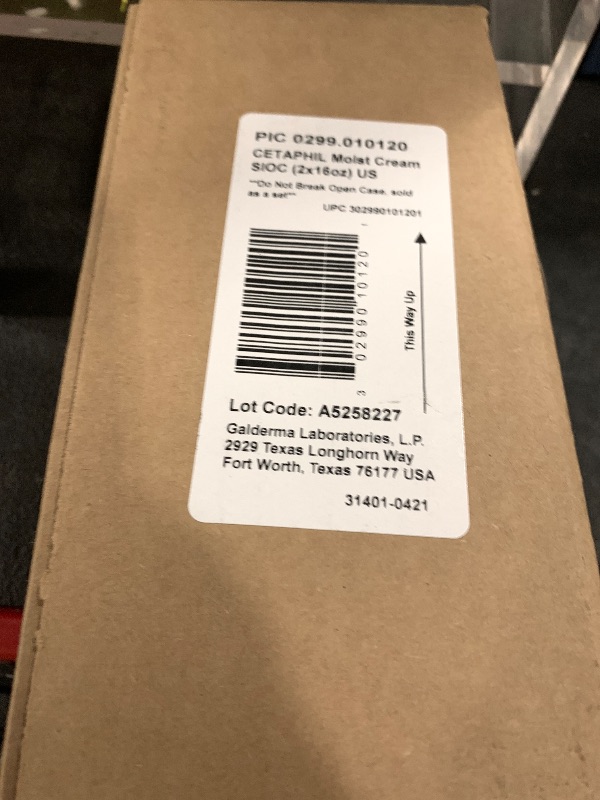 PIC 0299.010120
CETAPHIL Moist Cream
SIOC (2x16oz) US
**Do Not Break Open Case, sold
as a set**
UPC 302990101201
3 02990 10120 1
This Way Up
Lot Code: A5258227
Galderma Laboratories, L.P.
2929 Texas Longhorn Way
Fort Worth, Texas 76177 USA
31401-0421